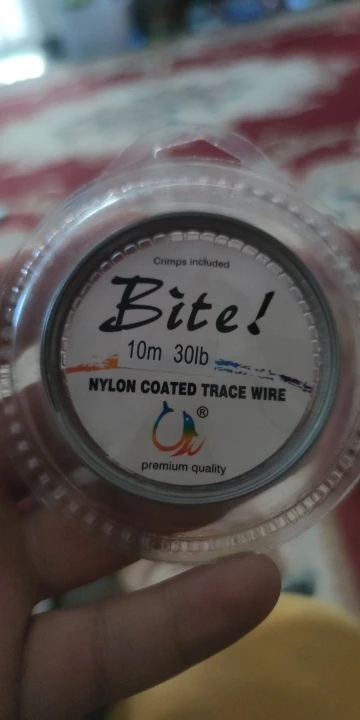 Crimps included
Bite!
10m 30lb
NYLON COATED TRACE WIRE
®
premium quality